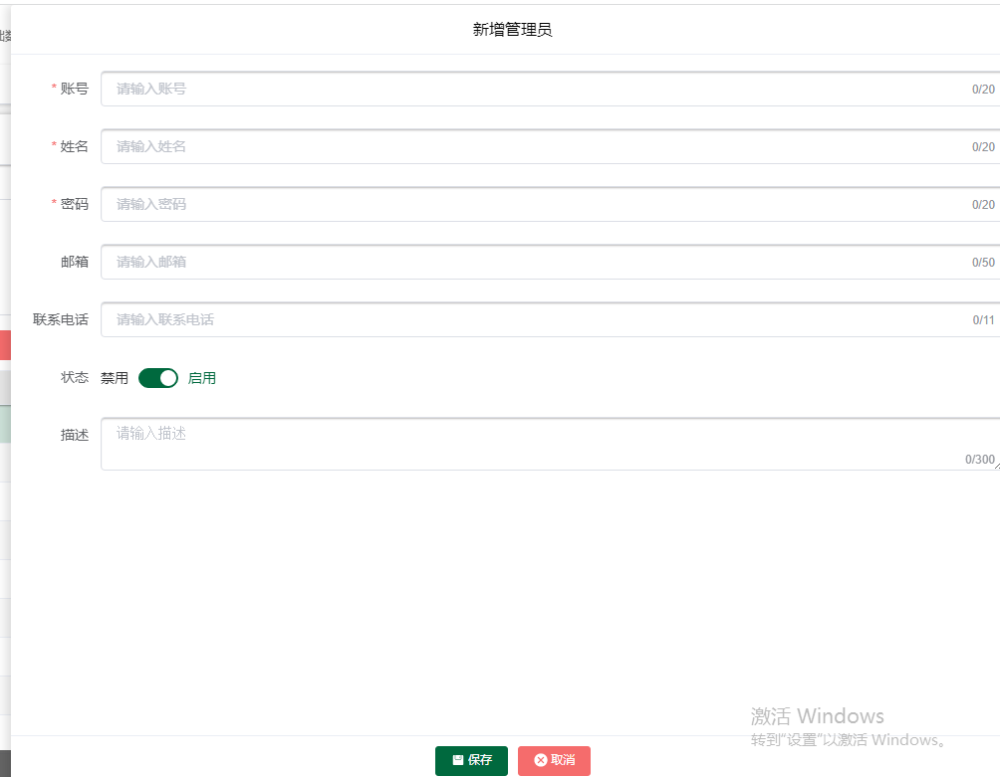 新增管理员
* 账号 请输入账号 0/20
* 姓名 请输入姓名 0/20
* 密码 请输入密码 0/20
邮箱 请输入邮箱 0/50
联系电话 请输入联系电话 0/11
状态 禁用 启用
描述 请输入描述
0/300
激活 Windows
转到"设置"以激活 Windows。
保存 取消